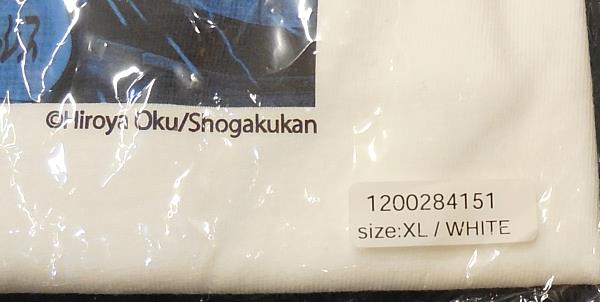 ©Hiroya Oku/Shogakukan
1200284151
size:XL / WHITE